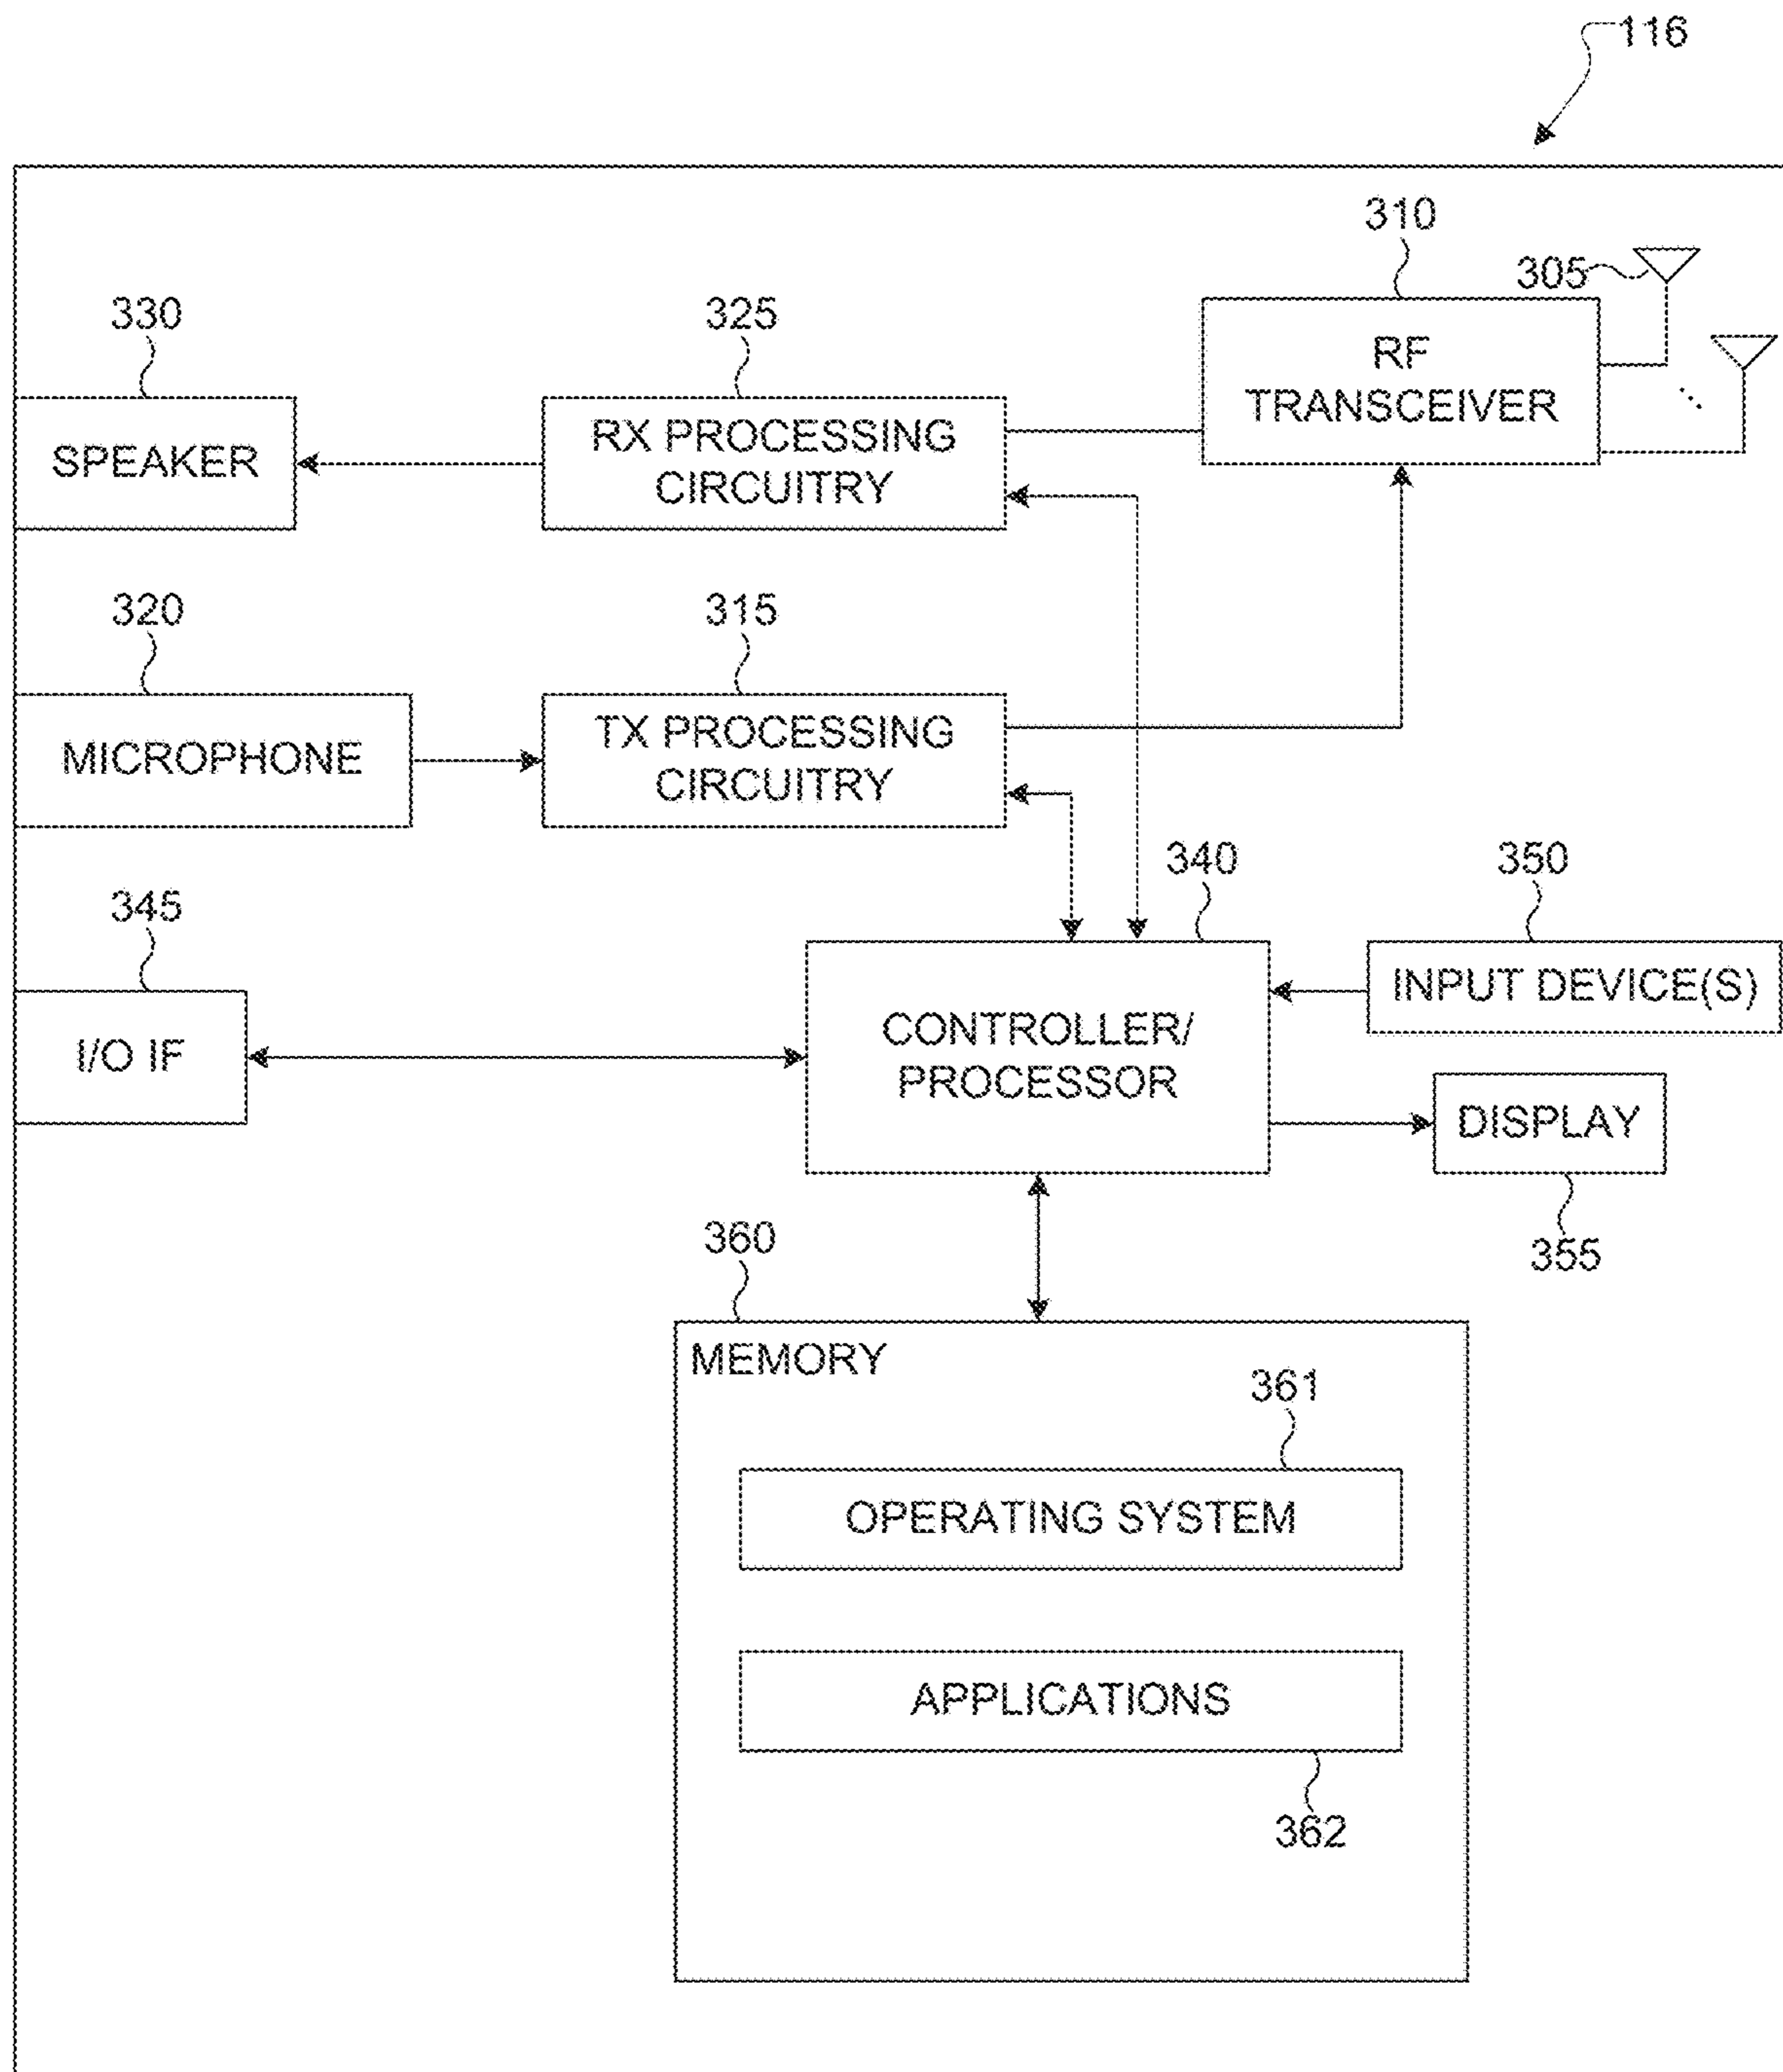 116
310
305
330
325
RF
TRANSCEIVER
SPEAKER
RX PROCESSING
CIRCUITRY
320
315
MICROPHONE
TX PROCESSING
CIRCUITRY
340
350
345
INPUT DEVICE(S)
I/O IF
CONTROLLER/
PROCESSOR
DISPLAY
355
360
MEMORY
361
OPERATING SYSTEM
APPLICATIONS
362